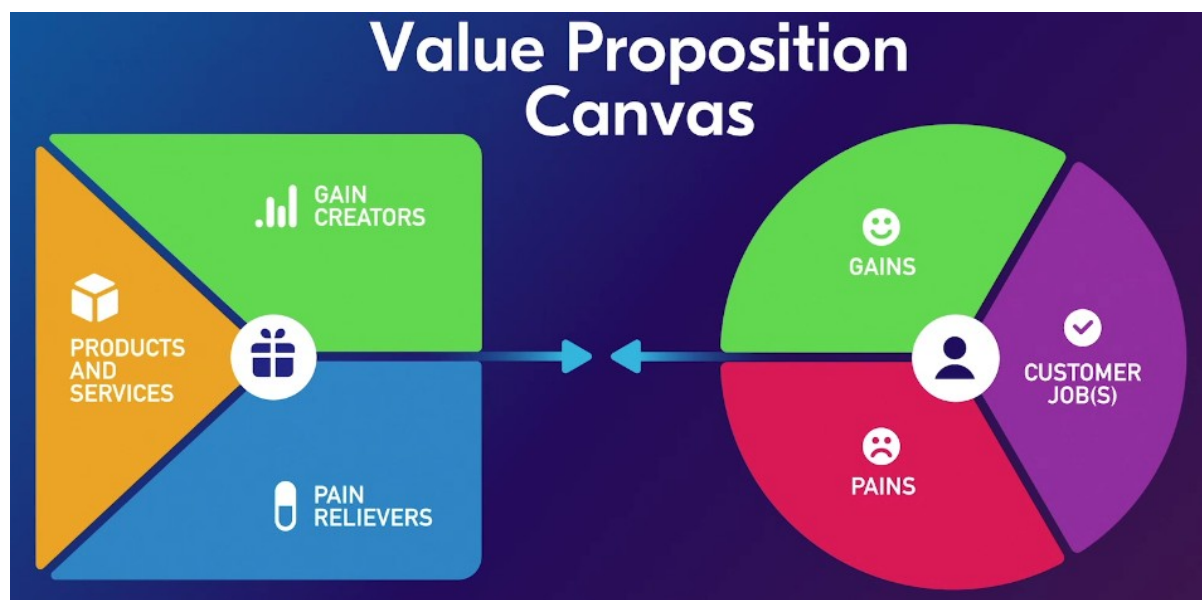 Value Proposition
Canvas
GAIN
CREATORS
PRODUCTS
AND
SERVICES
PAIN
RELIEVERS
GAINS
CUSTOMER
JOB(S)
PAINS